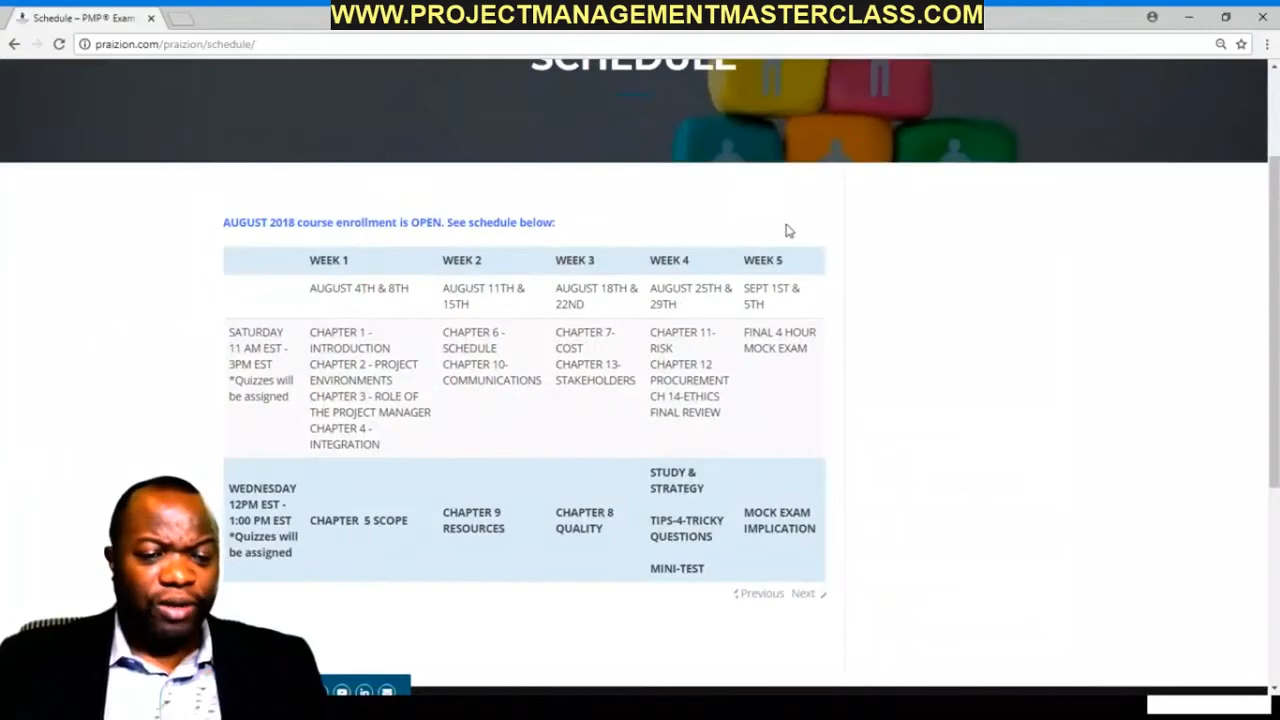 WWW.PROJECTMANAGEMENTMASTERCLASS.COM
Schedule ~ PMP® Exam
praizion.com/praizion/schedule/
SCHEDULE
AUGUST 2018 course enrollment is OPEN. See schedule below:
WEEK 1 WEEK 2 WEEK 3 WEEK 4 WEEK 5
AUGUST 4TH & 8TH
AUGUST 11TH &
15TH
AUGUST 18TH &
22ND
AUGUST 25TH &
29TH
SEPT 1ST &
5TH
SATURDAY
11 AM EST -
3PM EST
*Quizzes will
be assigned
CHAPTER 1 -
INTRODUCTION
CHAPTER 2 - PROJECT
ENVIRONMENTS
CHAPTER 3 - ROLE OF
THE PROJECT MANAGER
CHAPTER 4 -
INTEGRATION
CHAPTER 6 -
SCHEDULE
CHAPTER 10-
COMMUNICATIONS
CHAPTER 7-
COST
CHAPTER 13-
STAKEHOLDERS
CHAPTER 11-
RISK
CHAPTER 12
PROCUREMENT
CH 14-ETHICS
FINAL REVIEW
FINAL 4 HOUR
MOCK EXAM
WEDNESDAY
12PM EST -
1:00 PM EST
*Quizzes will
be assigned
CHAPTER 5 SCOPE
CHAPTER 9
RESOURCES
CHAPTER 8
QUALITY
STUDY &
STRATEGY
TIPS-4-TRICKY
QUESTIONS
MINI-TEST
MOCK EXAM
IMPLICATION
Previous Next